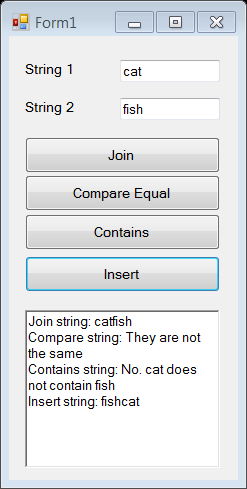 Form1
String 1 cat
String 2 fish
Join
Compare Equal
Contains
Insert
Join string: catfish
Compare string: They are not
the same
Contains string: No. cat does
not contain fish
Insert string: fishcat